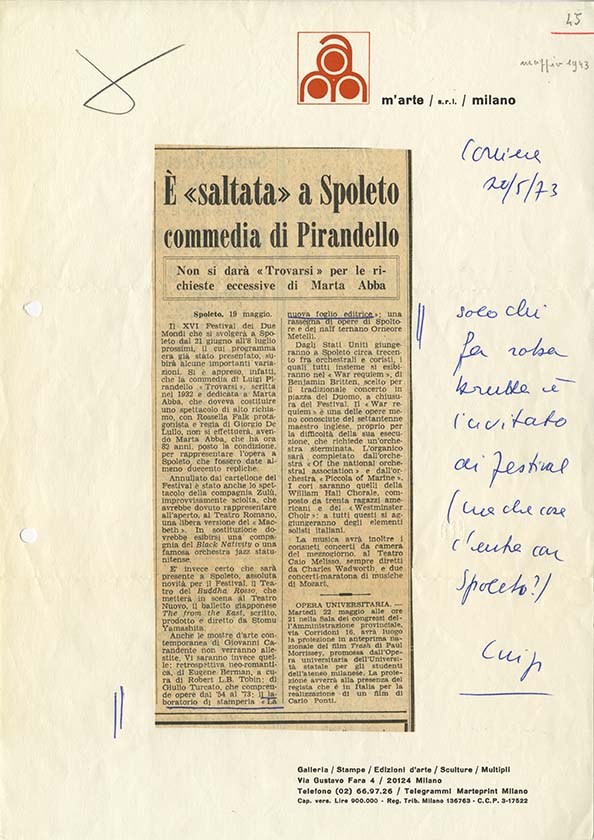 45
maggio 1973
m'arte / s.r.l. / milano
Corriere
20/5/73
È «saltata» a Spoleto
commedia di Pirandello
Non si darà «Trovarsi» per le ri-
chieste eccessive di Marta Abba
Spoleto, 19 maggio.
Il XVI Festival dei Due
Mondi che si svolgerà a Spo-
leto dal 21 giugno all'8 luglio
prossimi, il cui programma
era già stato presentato, subi-
rà alcune importanti varia-
zioni. Si è appreso, infatti,
che la commedia di Luigi Pi-
randello «Trovarsi», scritta
nel 1932 e dedicata a Marta
Abba, che doveva costituire
uno spettacolo di alto richia-
mo, con Rossella Falk prota-
gonista e regia di Giorgio De
Lullo, non si effettuerà, aven-
do Marta Abba, che ha ora
82 anni, posto la condizione,
per rappresentare l'opera a
Spoleto, che fossero date al-
meno duecento repliche.
Annullato dal cartellone del
Festival è stato anche lo spet-
tacolo della compagnia Zulù,
improvvisamente sciolta, che
avrebbe dovuto rappresentare
all'aperto, al Teatro Romano,
una libera versione del «Mac-
beth». In sostituzione do-
vrebbe esibirsi una compa-
gnia del Black Nativity o una
famosa orchestra jazz statu-
nitense.
E' invece certo che sarà
presente a Spoleto, assoluta
novità per il Festival, il Tea-
tro del Buddha Rosso, che
metterà in scena al Teatro
Nuovo, il balletto giapponese
The from the East, scritto,
prodotto e diretto da Stomu
Yamashita.
Anche le mostre d'arte con-
temporanea di Giovanni Ca-
randente non verranno alle-
stite. Vi saranno invece quel-
le: retrospettiva neo-romanti-
ca, di Eugene Berman, a cu-
ra di Robert L.B. Tobin; di
Giulio Turcato, che compren-
de opere dal '54 al '73; il la-
boratorio di stamperia «La
nuova foglio editrice»; una
rassegna di opere di Spolto-
re e del naïf ternano Orneore
Metelli.
Dagli Stati Uniti giunge-
ranno a Spoleto circa trecen-
to fra orchestrali e coristi, i
quali tutti insieme si esibi-
ranno nel «War requiem», di
Benjamin Britten, scelto per
il tradizionale concerto in
piazza del Duomo, a chiusu-
ra del Festival. Il «War re-
quiem» è una delle opere me-
no conosciute del settantenne
maestro inglese, proprio per
la difficoltà della sua esecu-
zione, che richiede un'orche-
stra sterminata. L'organico
sarà completato dall'orche-
stra «Of the national orche-
stral association» e dall'or-
chestra «Piccola of Marine».
I cori saranno quelli della
William Hall Chorale, compo-
sto da trenta ragazzi ame-
ricani e del «Westminster
Choir»: a tutti questi si ag-
giungeranno degli elementi
solisti italiani.
La musica avrà inoltre i
consueti concerti da camera
del mezzogiorno, al Teatro
Caio Melisso, sempre diretti
da Charles Wadworth, e due
concerti-maratona di musiche
di Mozart.
OPERA UNIVERSITARIA. —
Martedì 22 maggio alle ore
21 nella Sala dei congressi del-
l'Amministrazione provinciale,
via Corridoni 16, avrà luogo
la proiezione in anteprima na-
zionale del film Trash di Paul
Morrissey, promossa dall'Ope-
ra universitaria dell'Universi-
tà statale per gli studenti
dell'ateneo milanese. La proie-
zione avverrà alla presenza del
regista che è in Italia per la
realizzazione di un film di
Carlo Ponti.
solo chi
fa roba
brutta è
invitato
ai festival
(ma che cosa
c'entra con
Spoleto?)
Luigi
Galleria / Stampe / Edizioni d'arte / Sculture / Multipli
Via Gustavo Fara 4 / 20124 Milano
Telefono (02) 66.97.26 / Telegrammi Marteprint Milano
Cap. vers. Lire 900.000 - Reg. Trib. Milano 136763 - C.C.P. 3-17522